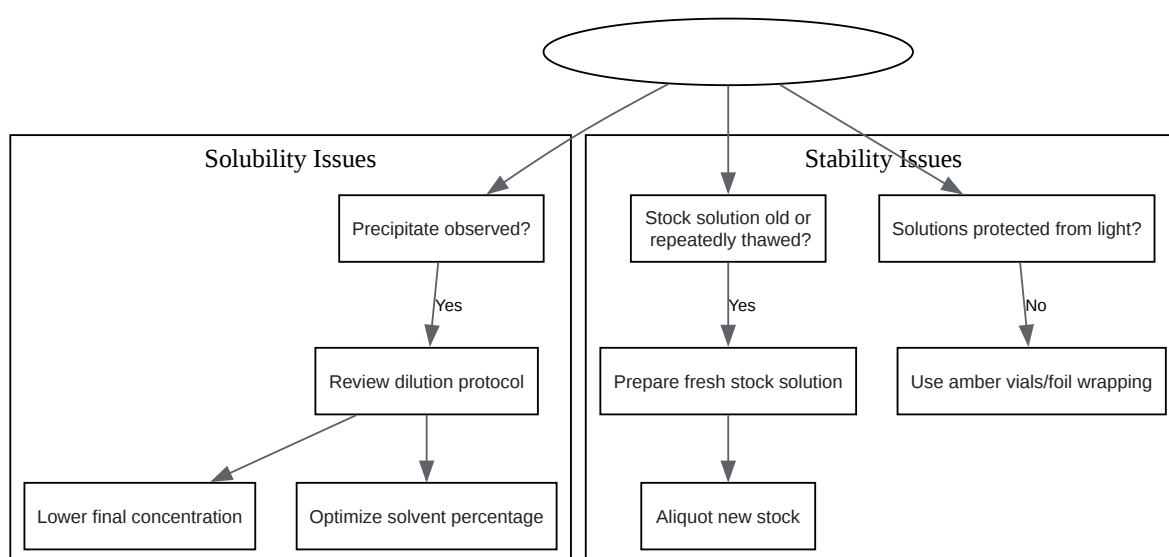 Solubility Issues
Stability Issues
Precipitate observed?
Stock solution old or
repeatedly thawed?
Solutions protected from light?
Yes
Yes
No
Review dilution protocol
Prepare fresh stock solution
Use amber vials/foil wrapping
Lower final concentration
Optimize solvent percentage
Aliquot new stock